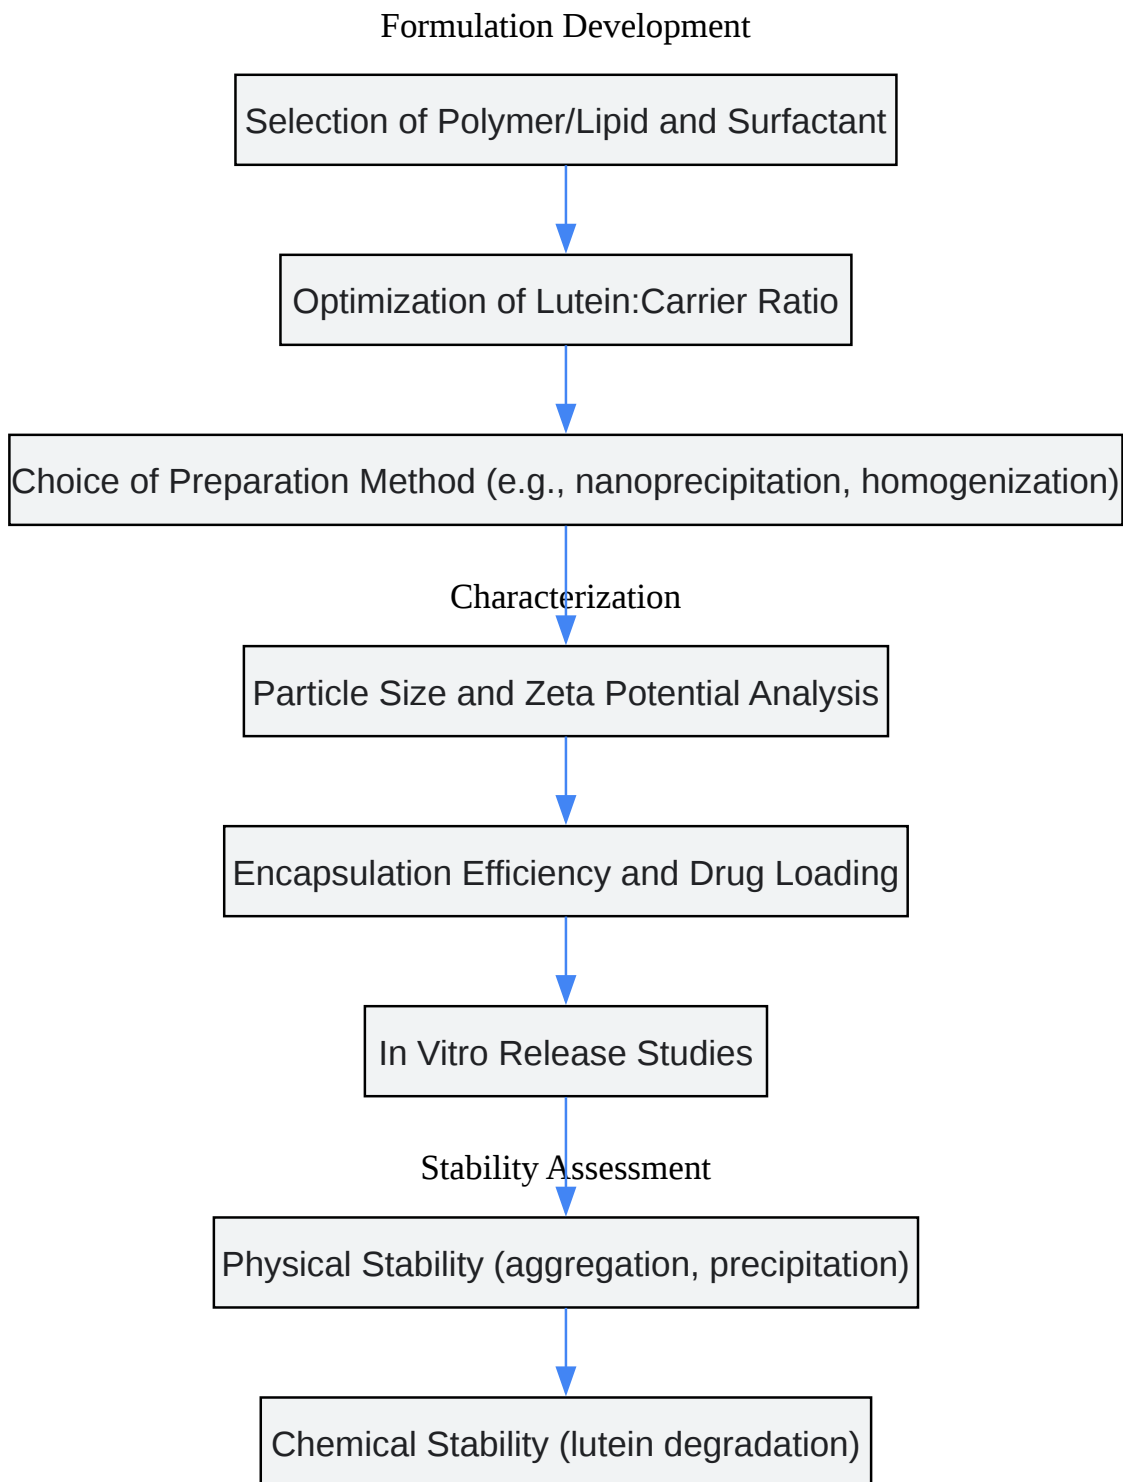 Formulation Development
Selection of Polymer/Lipid and Surfactant
Optimization of Lutein:Carrier Ratio
Choice of Preparation Method (e.g., nanoprecipitation, homogenization)
Characterization
Particle Size and Zeta Potential Analysis
Encapsulation Efficiency and Drug Loading
In Vitro Release Studies
Stability Assessment
Physical Stability (aggregation, precipitation)
Chemical Stability (lutein degradation)